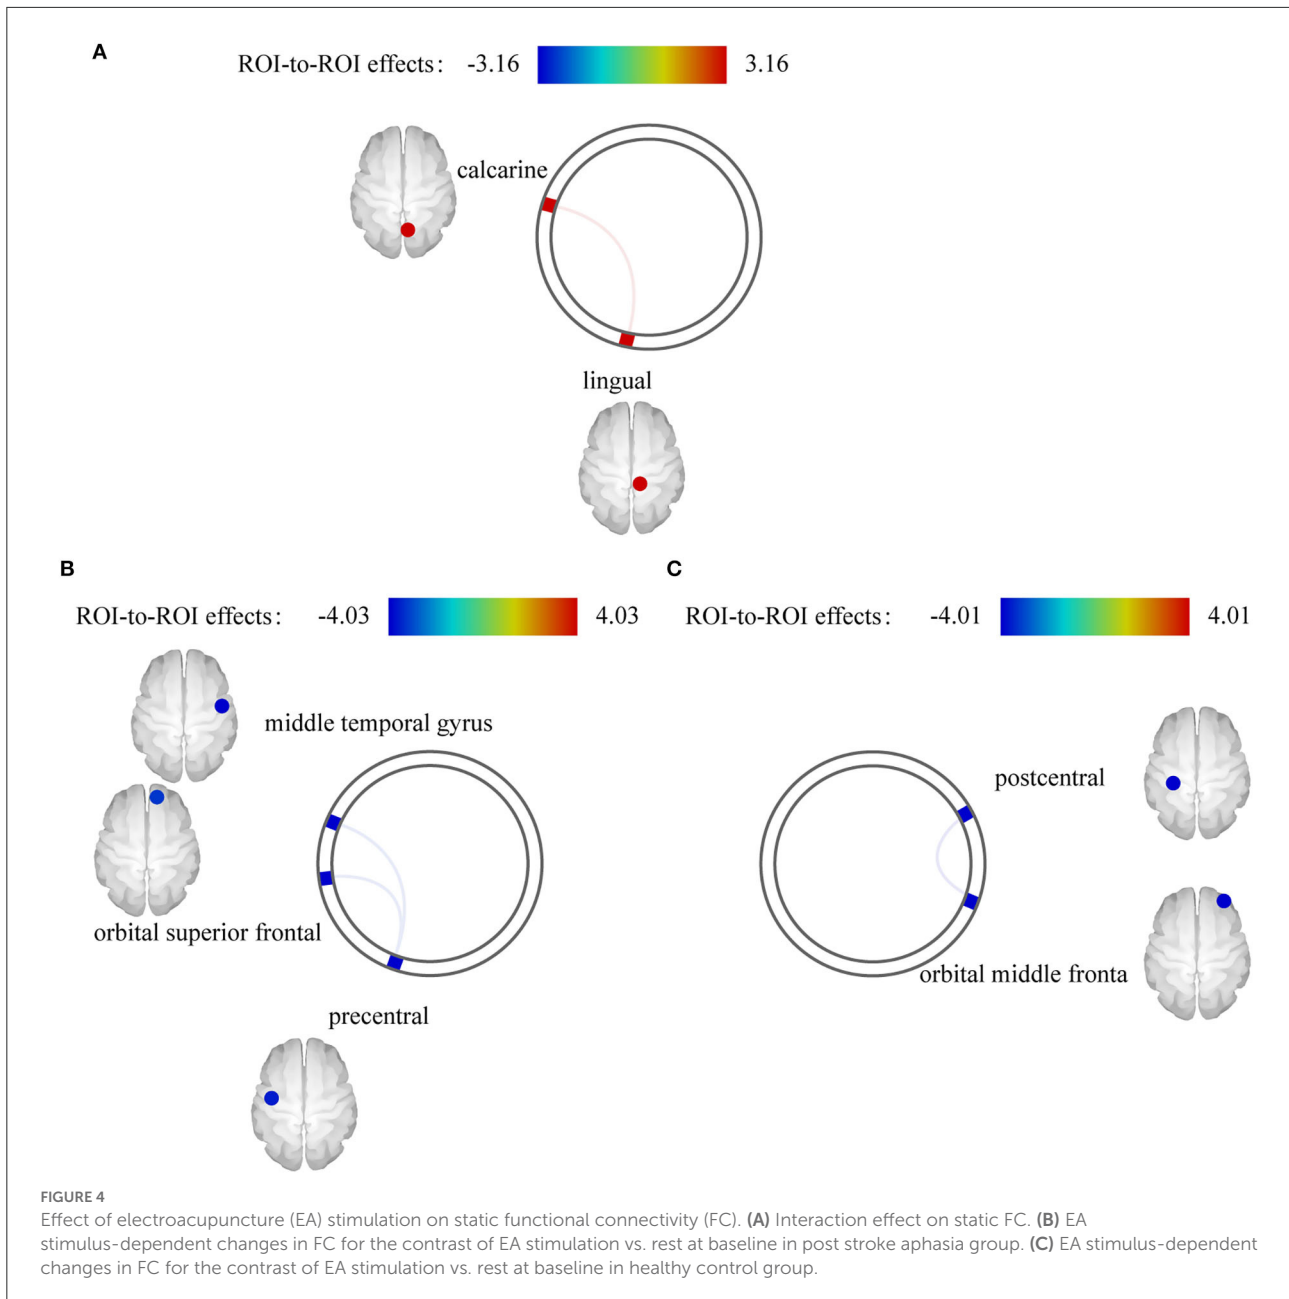 A
ROI-to-ROI effects: -3.16 3.16
calcarine
lingual
B
ROI-to-ROI effects: -4.03 4.03
middle temporal gyrus
orbital superior frontal
precentral
C
ROI-to-ROI effects: -4.01 4.01
postcentral
orbital middle fronta
FIGURE 4
Effect of electroacupuncture (EA) stimulation on static functional connectivity (FC). (A) Interaction effect on static FC. (B) EA
stimulus-dependent changes in FC for the contrast of EA stimulation vs. rest at baseline in post stroke aphasia group. (C) EA stimulus-dependent
changes in FC for the contrast of EA stimulation vs. rest at baseline in healthy control group.